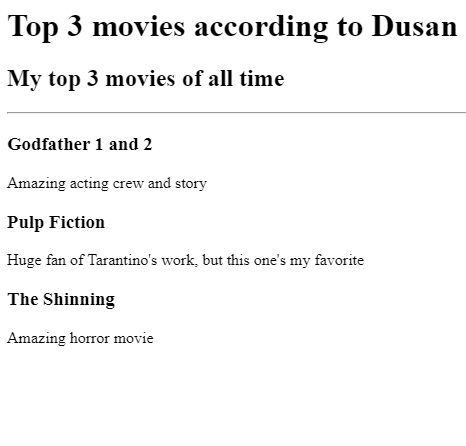 Top 3 movies according to Dusan
My top 3 movies of all time
Godfather 1 and 2
Amazing acting crew and story
Pulp Fiction
Huge fan of Tarantino's work, but this one's my favorite
The Shinning
Amazing horror movie